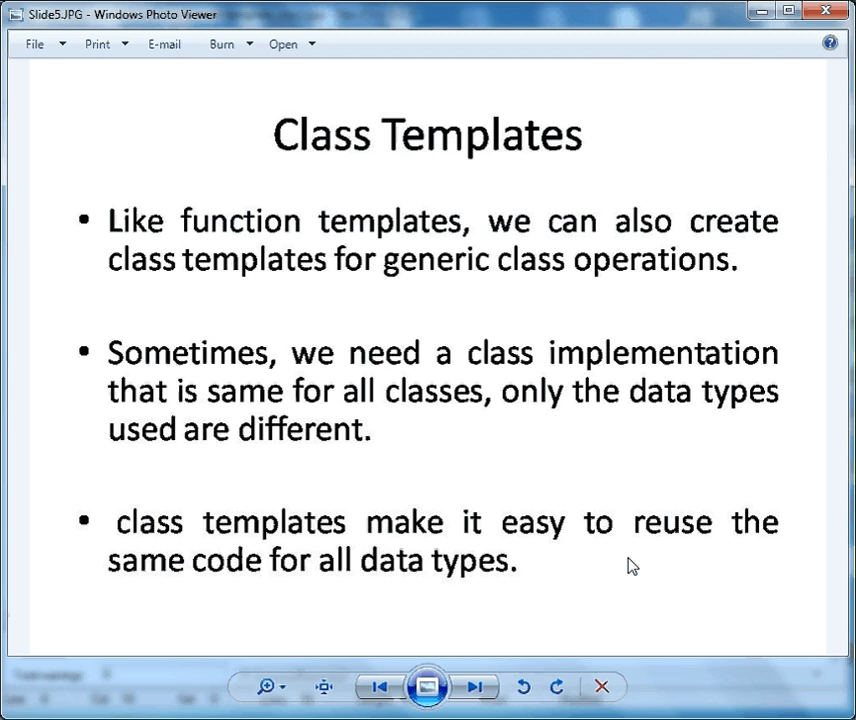 Slide5.JPG - Windows Photo Viewer
File Print E-mail Burn Open
Class Templates
• Like function templates, we can also create
class templates for generic class operations.
• Sometimes, we need a class implementation
that is same for all classes, only the data types
used are different.
• class templates make it easy to reuse the
same code for all data types.